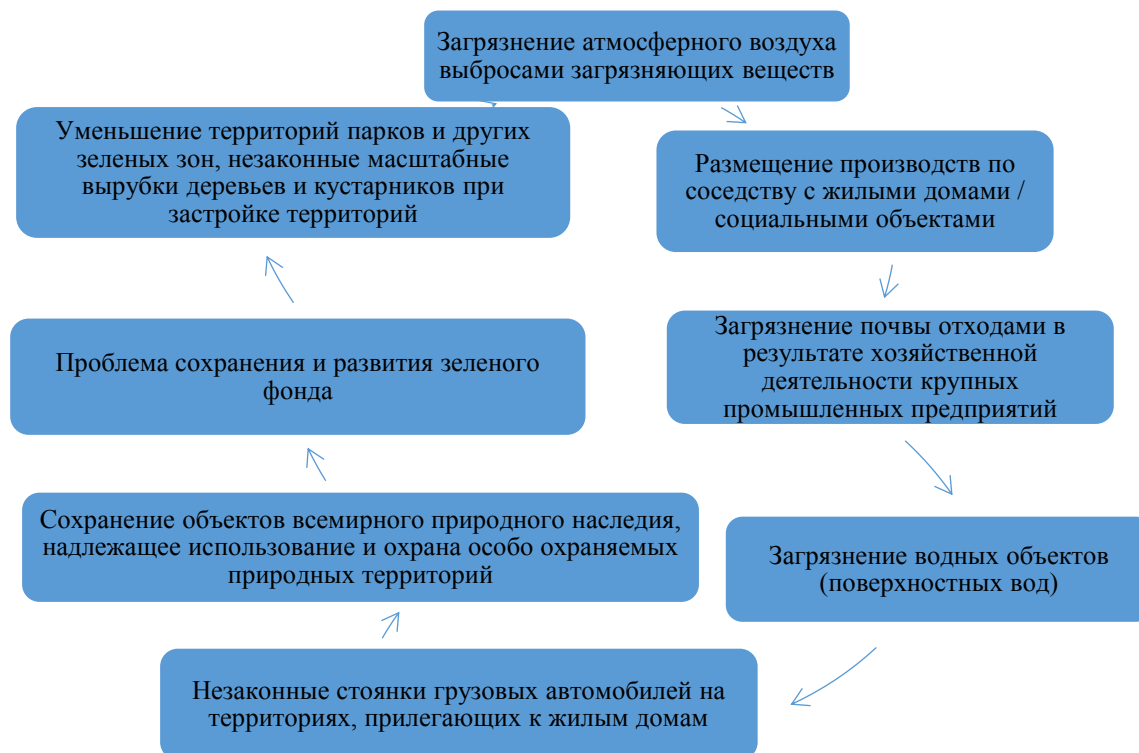 Загрязнение атмосферного воздуха
выбросами загрязняющих веществ
Размещение производств по
соседству с жилыми домами /
социальными объектами
Загрязнение почвы отходами в
результате хозяйственной
деятельности крупных
промышленных предприятий
Загрязнение водных объектов
(поверхностных вод)
Незаконные стоянки грузовых автомобилей на
территориях, прилегающих к жилым домам
Сохранение объектов всемирного природного наследия,
надлежащее использование и охрана особо охраняемых
природных территорий
Проблема сохранения и развития зеленого
фонда
Уменьшение территорий парков и других
зеленых зон, незаконные масштабные
вырубки деревьев и кустарников при
застройке территорий